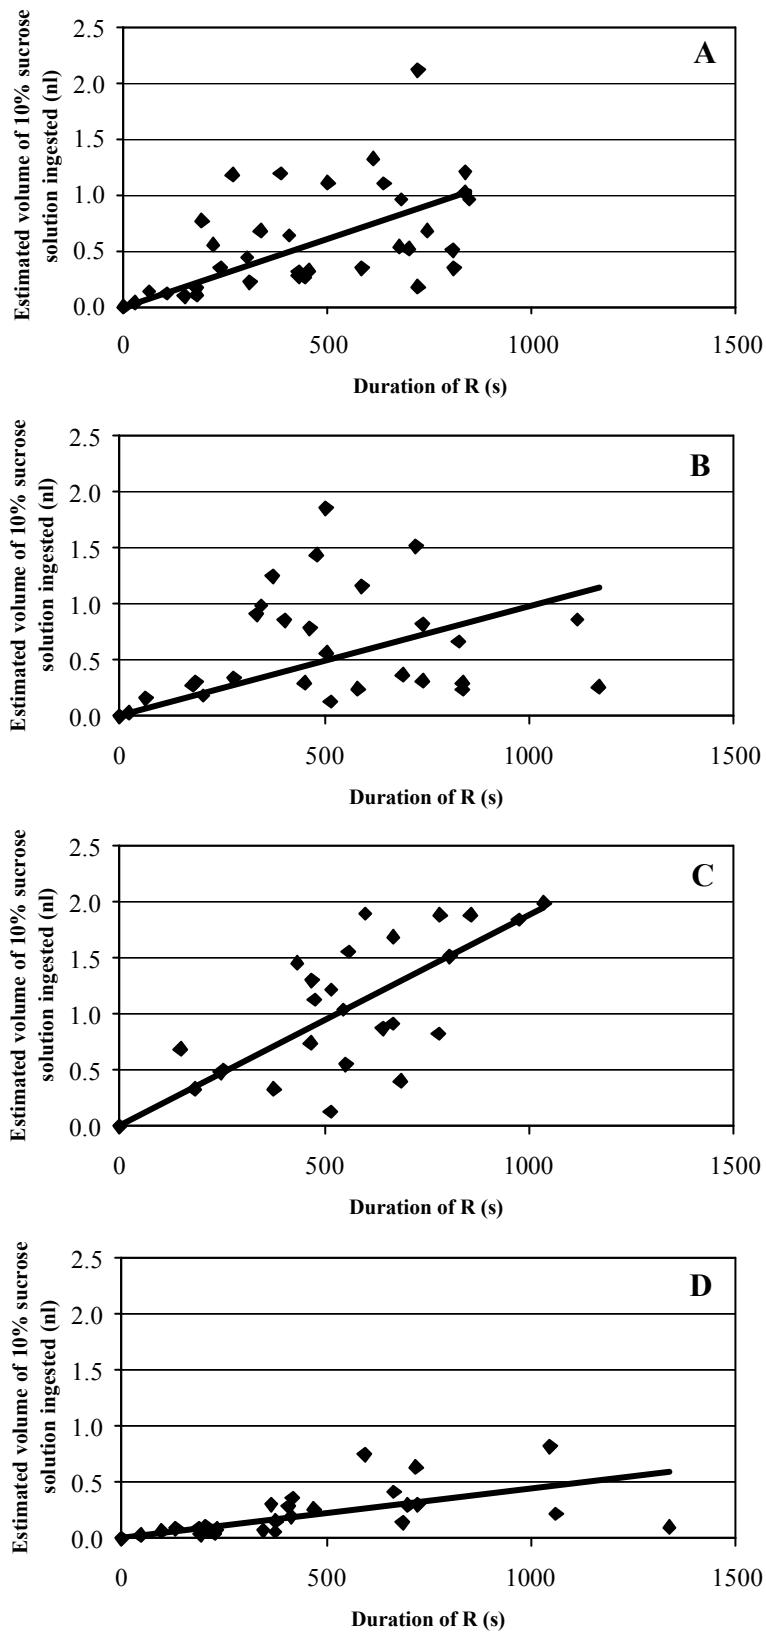 A
Estimated volume of 10% sucrose
solution ingested (nl)
2.5
2.0
1.5
1.0
0.5
0.0
0 500 1000 1500
Duration of R (s)
B
Estimated volume of 10% sucrose
solution ingested (nl)
2.5
2.0
1.5
1.0
0.5
0.0
0 500 1000 1500
Duration of R (s)
C
Estimated volume of 10% sucrose
solution ingested (nl)
2.5
2.0
1.5
1.0
0.5
0.0
0 500 1000 1500
Duration of R (s)
D
Estimated volume of 10% sucrose
solution ingested (nl)
2.5
2.0
1.5
1.0
0.5
0.0
0 500 1000 1500
Duration of R (s)